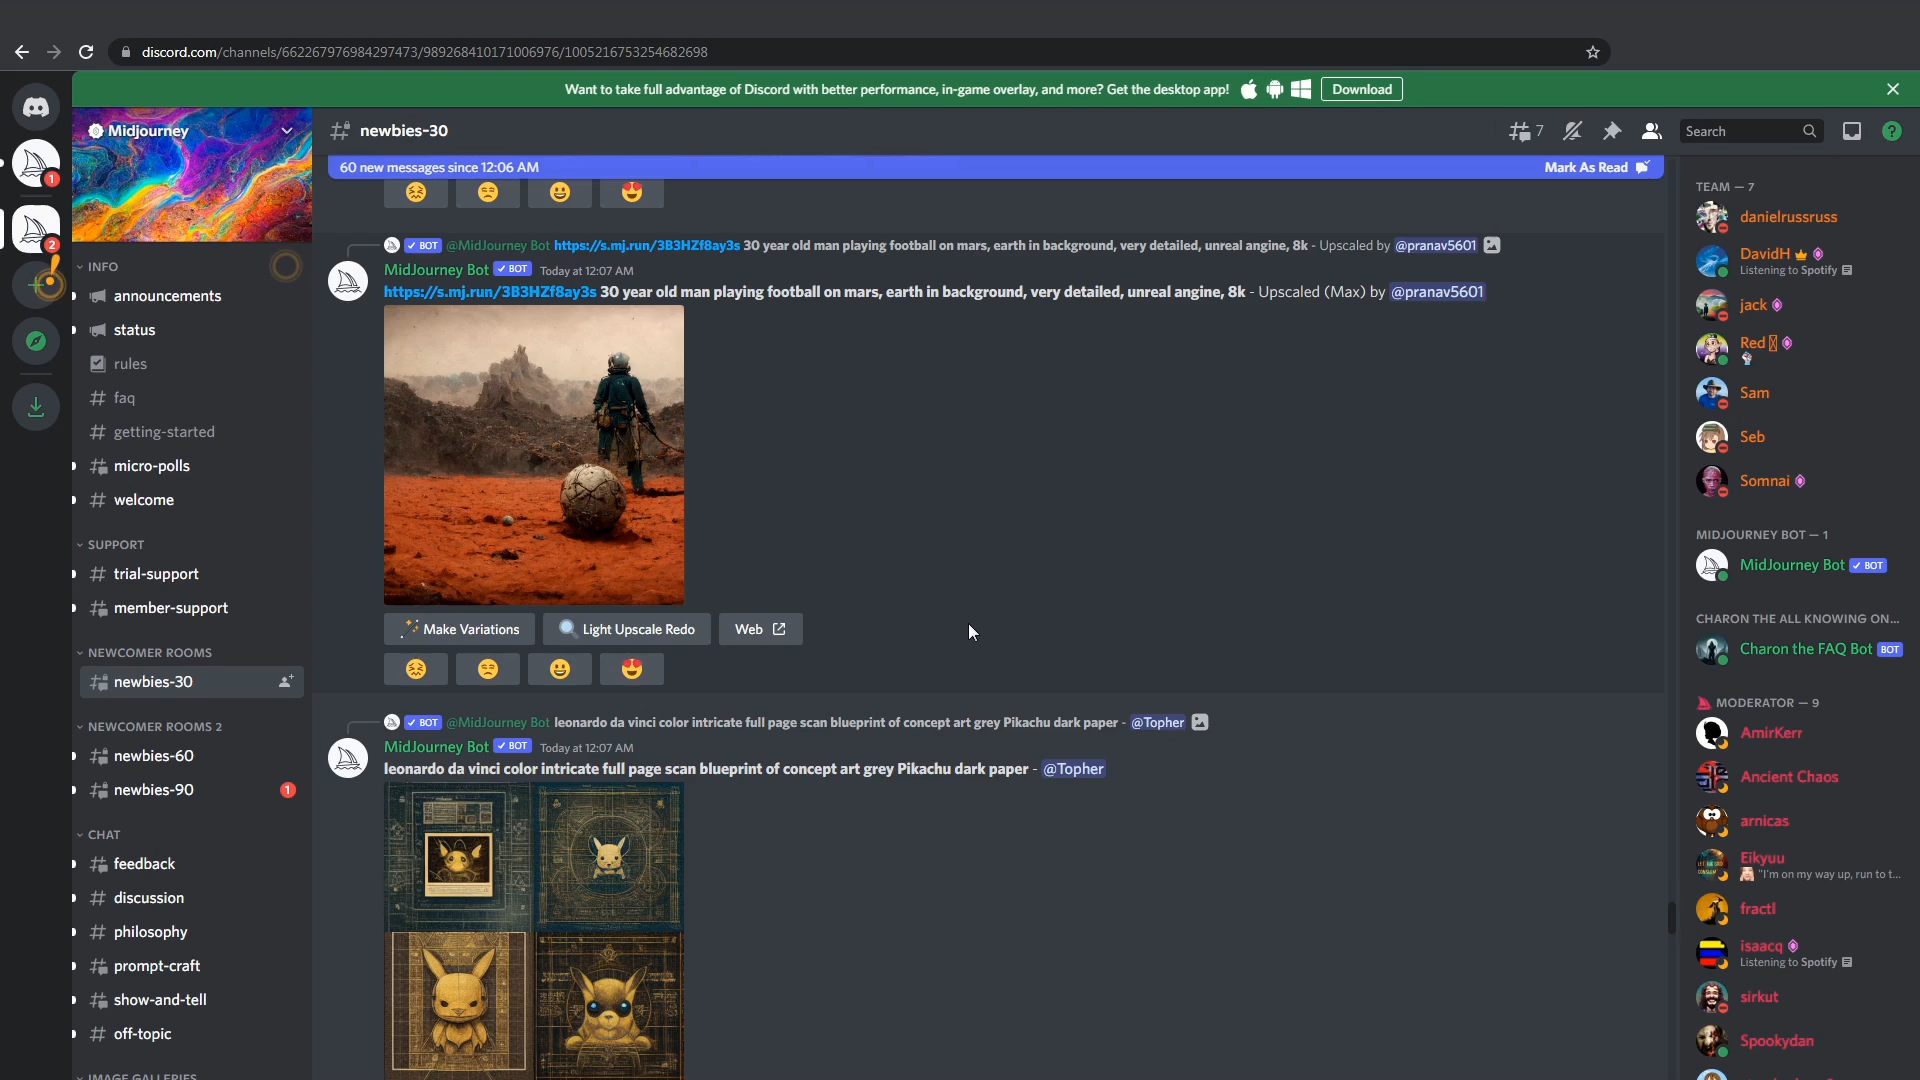 discord.com/channels/662267976984297473/989268410171006976/1005216753254682698
Want to take full advantage of Discord with better performance, in-game overlay, and more? Get the desktop app! Download
Midjourney
INFO
announcements
status
rules
faq
getting-started
micro-polls
welcome
SUPPORT
trial-support
member-support
NEWCOMER ROOMS
newbies-30
NEWCOMER ROOMS 2
newbies-60
newbies-90 1
CHAT
feedback
discussion
philosophy
prompt-craft
show-and-tell
off-topic
IMAGE GALLERIES
1
2
newbies-30
7
Search
60 new messages since 12:06 AM Mark As Read
BOT @MidJourney Bot https://s.mj.run/3B3HZf8ay3s 30 year old man playing football on mars, earth in background, very detailed, unreal angine, 8k - Upscaled by @pranav5601
MidJourney Bot BOT Today at 12:07 AM
https://s.mj.run/3B3HZf8ay3s 30 year old man playing football on mars, earth in background, very detailed, unreal angine, 8k - Upscaled (Max) by @pranav5601
Make Variations Light Upscale Redo Web
BOT @MidJourney Bot leonardo da vinci color intricate full page scan blueprint of concept art grey Pikachu dark paper - @Topher
MidJourney Bot BOT Today at 12:07 AM
leonardo da vinci color intricate full page scan blueprint of concept art grey Pikachu dark paper - @Topher
TEAM — 7
danielrussruss
DavidH
Listening to Spotify
jack
Red
Sam
Seb
Somnai
MIDJOURNEY BOT — 1
MidJourney Bot BOT
CHARON THE ALL KNOWING ON...
Charon the FAQ Bot BOT
MODERATOR — 9
AmirKerr
Ancient Chaos
arnicas
Eikyuu
"I'm on my way up, run to t...
fractl
isaacq
Listening to Spotify
sirkut
Spookydan